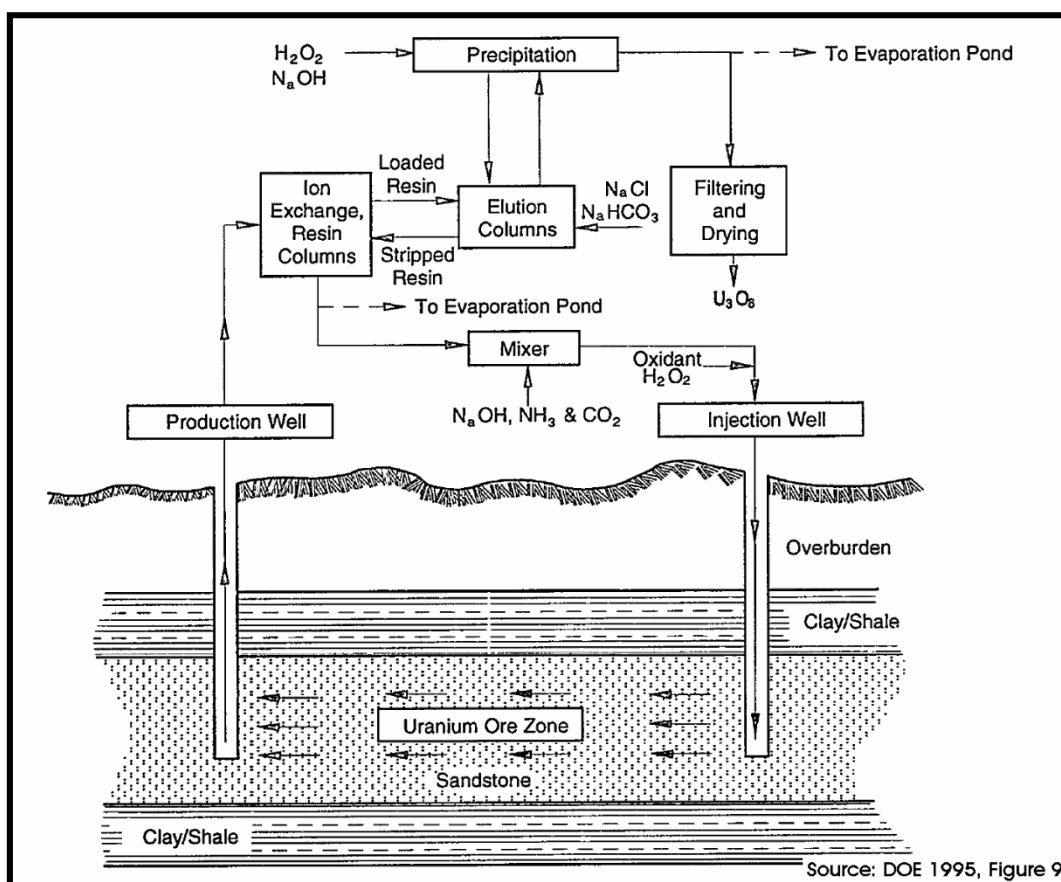 H₂O₂
NₐOH
Precipitation
To Evaporation Pond
Ion
Exchange,
Resin
Columns
Loaded
Resin
Stripped
Resin
Elution
Columns
NₐCl
NₐHCO₃
Filtering
and
Drying
U₃O₈
To Evaporation Pond
Mixer
NₐOH, NH₃ & CO₂
Oxidant
H₂O₂
Production Well
Injection Well
Overburden
Clay/Shale
Uranium Ore Zone
Sandstone
Clay/Shale
Source: DOE 1995, Figure 9